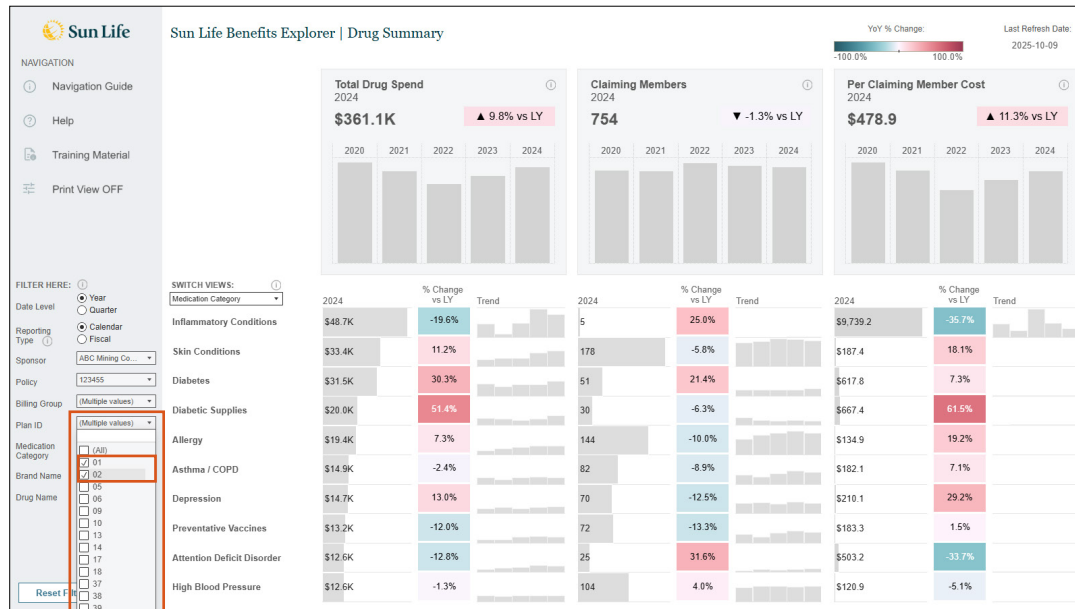 Sun Life
Sun Life Benefits Explorer | Drug Summary
YoY % Change:
-100.0% 100.0%
Last Refresh Date:
2025-10-09
NAVIGATION
Navigation Guide
Help
Training Material
Print View OFF
Total Drug Spend
2024
$361.1K ▲ 9.8% vs LY
2020 2021 2022 2023 2024
Claiming Members
2024
754 ▼ -1.3% vs LY
2020 2021 2022 2023 2024
Per Claiming Member Cost
2024
$478.9 ▲ 11.3% vs LY
2020 2021 2022 2023 2024
FILTER HERE:
Date Level
Year
Quarter
Reporting
Type
Calendar
Fiscal
Sponsor ABC Mining Co...
Policy 123455
Billing Group (Multiple values)
Plan ID (Multiple values)
Medication
Category
Brand Name
Drug Name
(All)
01
02
05
06
09
10
13
14
17
18
37
38
39
Reset Filt
SWITCH VIEWS:
Medication Category
2024 % Change
vs LY Trend 2024 % Change
vs LY Trend 2024 % Change
vs LY Trend
Inflammatory Conditions $48.7K -19.6% 5 25.0% $9,739.2 -35.7%
Skin Conditions $33.4K 11.2% 178 -5.8% $187.4 18.1%
Diabetes $31.5K 30.3% 51 21.4% $617.8 7.3%
Diabetic Supplies $20.0K 51.4% 30 -6.3% $667.4 61.5%
Allergy $19.4K 7.3% 144 -10.0% $134.9 19.2%
Asthma / COPD $14.9K -2.4% 82 -8.9% $182.1 7.1%
Depression $14.7K 13.0% 70 -12.5% $210.1 29.2%
Preventative Vaccines $13.2K -12.0% 72 -13.3% $183.3 1.5%
Attention Deficit Disorder $12.6K -12.8% 25 31.6% $503.2 -33.7%
High Blood Pressure $12.6K -1.3% 104 4.0% $120.9 -5.1%